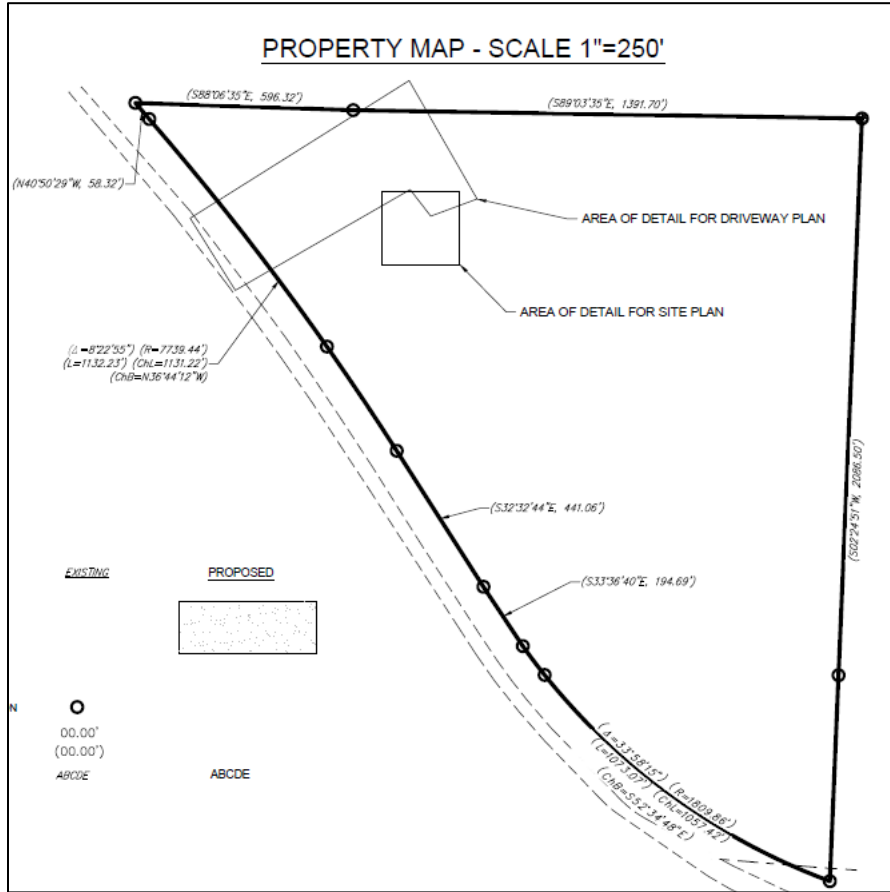 PROPERTY MAP - SCALE 1"=250'
(S88°06'35"E, 596.32')
(S89°03'35"E, 1391.70')
(N40°50'29"W, 58.32')
AREA OF DETAIL FOR DRIVEWAY PLAN
AREA OF DETAIL FOR SITE PLAN
(Δ=8°22'55") (R=7739.44')
(L=1132.23') (ChL=1131.22')
(ChB=N36°44'12"W)
(S02°24'51"W, 2086.50')
(S32°32'44"E, 441.06')
(S33°36'40"E, 194.69')
EXISTING
PROPOSED
N
00.00'
(00.00')
ABCDE
ABCDE
(Δ=33°58'15") (R=1809.86')
(L=1073.07') (ChL=1057.42')
(ChB=S52°34'48"E)